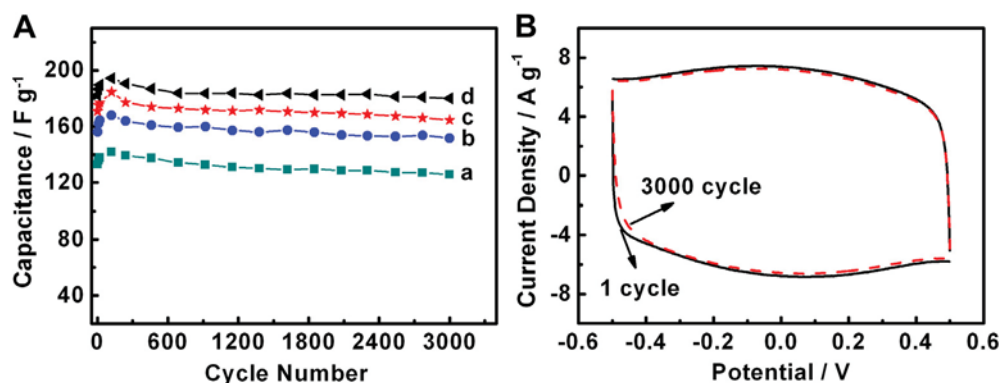 A
Capacitance / F g⁻¹
200
160
120
80
40
d
c
b
a
0 600 1200 1800 2400 3000
Cycle Number
B
Current Density / A g⁻¹
8
4
0
-4
-8
3000 cycle
1 cycle
-0.6 -0.4 -0.2 0.0 0.2 0.4 0.6
Potential / V